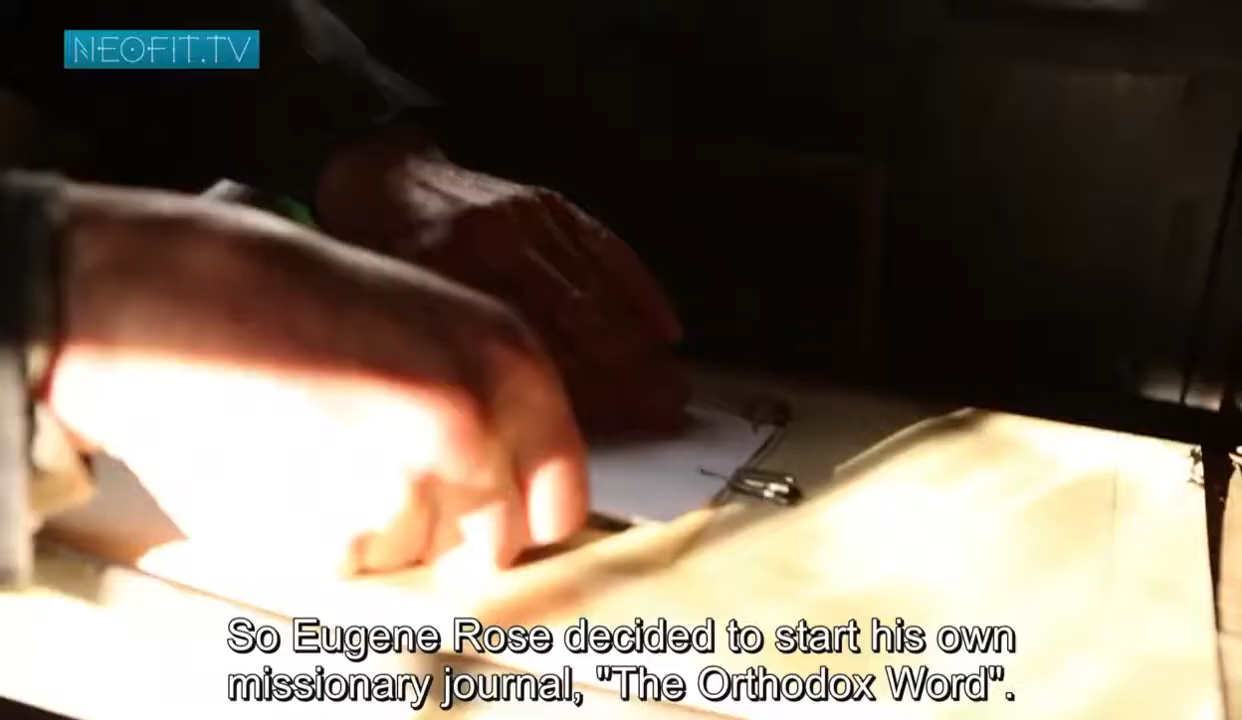 NEOFIT.TV
So Eugene Rose decided to start his own
missionary journal, "The Orthodox Word".